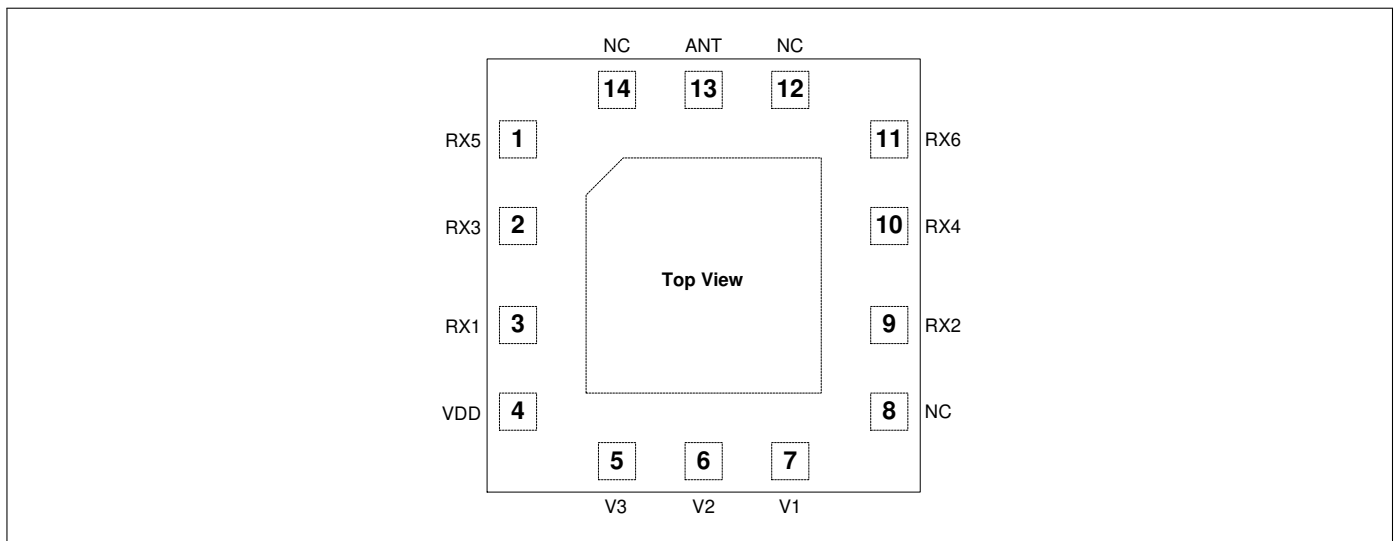 NC ANT NC
14 13 12
RX5 1 11 RX6
RX3 2 10 RX4
Top View
RX1 3 9 RX2
VDD 4 8 NC
5 6 7
V3 V2 V1